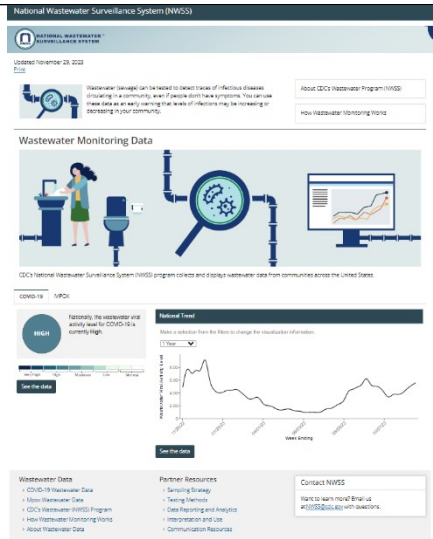 National Wastewater Surveillance System (NWSS)
NATIONAL WASTEWATER
SURVEILLANCE SYSTEM
Updated November 29, 2023
Print
Wastewater (sewage) can be tested to detect traces of infectious diseases
circulating in a community, even if people don't have symptoms. You can use
these data as an early warning that levels of infections may be increasing or
decreasing in your community.
About CDC's Wastewater Program (NWSS)
How Wastewater Monitoring Works
Wastewater Monitoring Data
CDC's National Wastewater Surveillance System (NWSS) program collects and displays wastewater data from communities across the United States.
COVID-19 MPOX
HIGH
Nationally, the wastewater viral
activity level for COVID-19 is
currently High.
Very High High Moderate Low Minimal
See the data
National Trend
Make a selection from the filters to change the visualization information.
1 Year
Wastewater Viral Activity Level
Week Ending
See the data
Wastewater Data
COVID-19 Wastewater Data
Mpox Wastewater Data
CDC's Wastewater (NWSS) Program
How Wastewater Monitoring Works
About Wastewater Data
Partner Resources
Sampling Strategy
Testing Methods
Data Reporting and Analytics
Interpretation and Use
Communication Resources
Contact NWSS
Want to learn more? Email us
at NWSS@cdc.gov with questions.